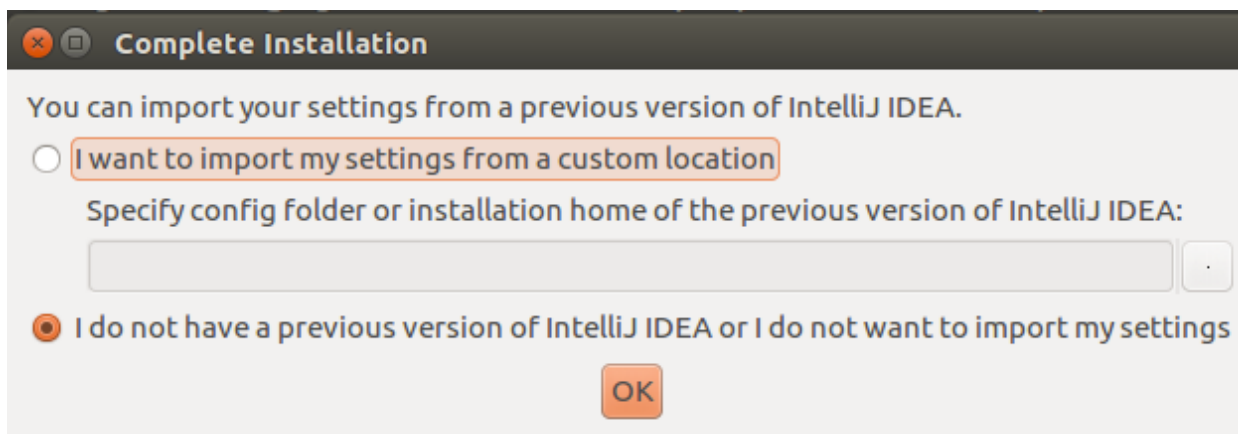 Complete Installation
You can import your settings from a previous version of IntelliJ IDEA.
I want to import my settings from a custom location
Specify config folder or installation home of the previous version of IntelliJ IDEA:
.
I do not have a previous version of IntelliJ IDEA or I do not want to import my settings
OK